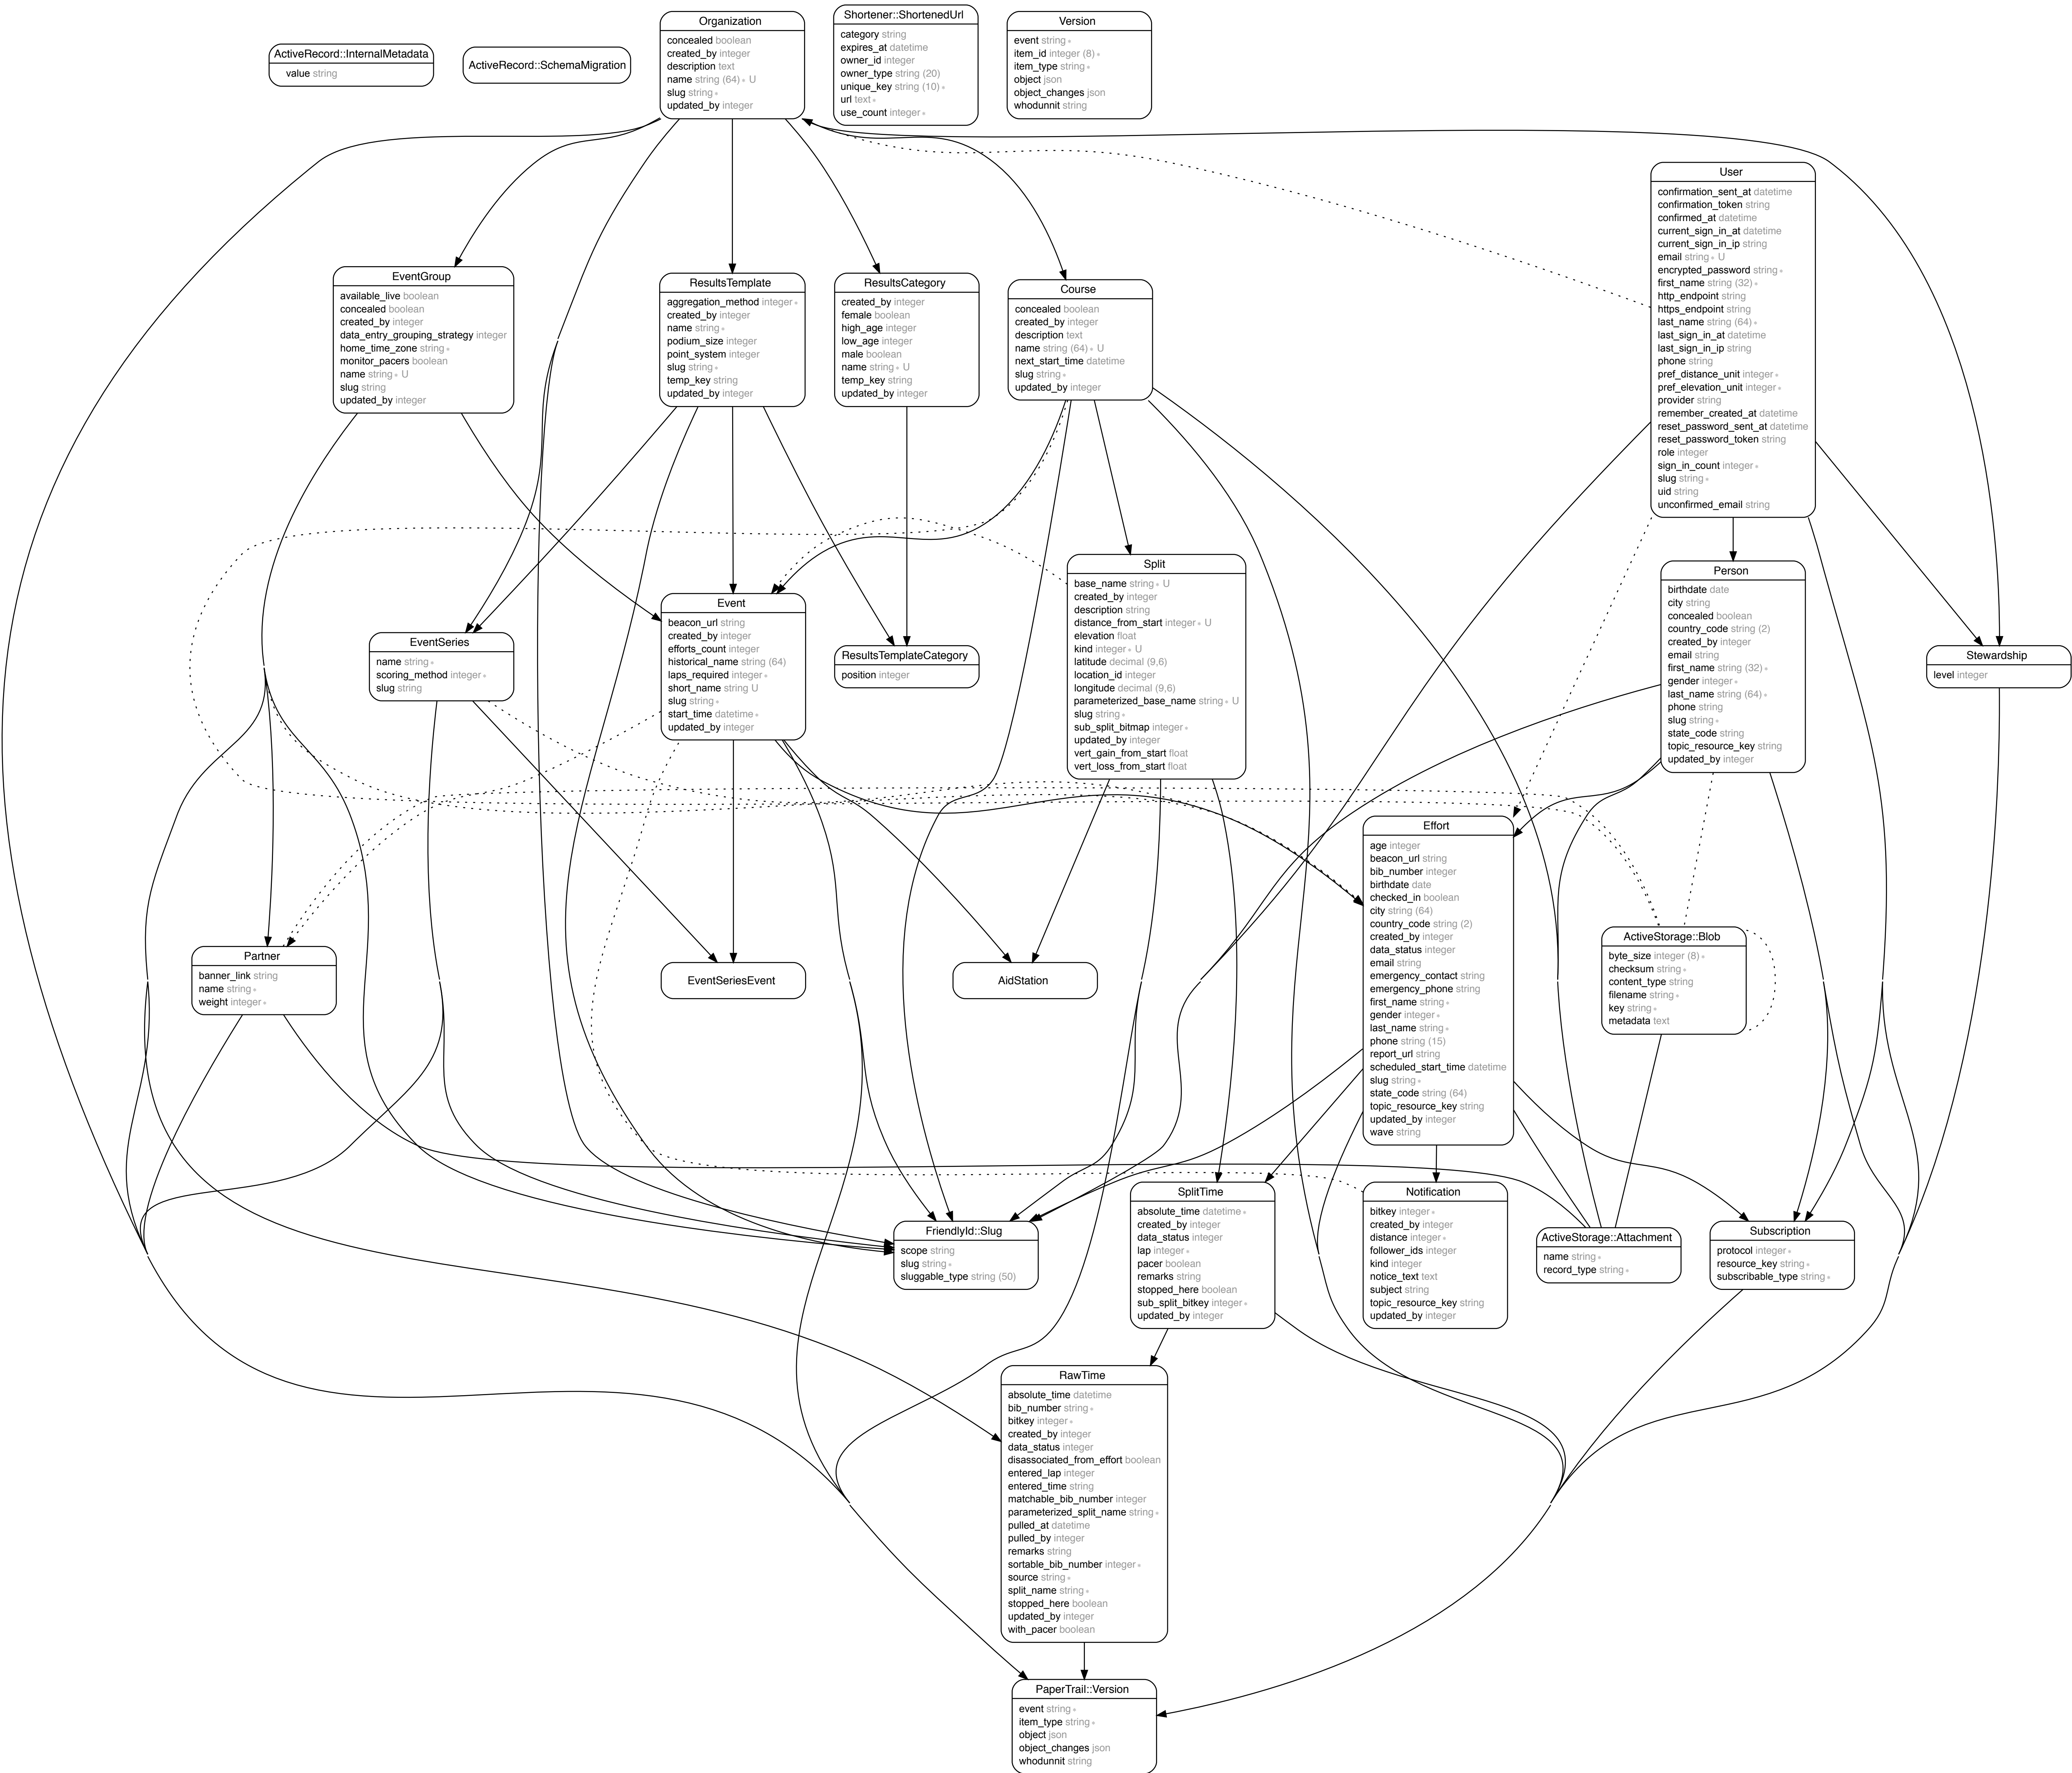 Organization
concealed boolean
created_by integer
description text
name string (64)∗ U
slug string∗
updated_by integer
Shortener::ShortenedUrl
category string
expires_at datetime
owner_id integer
owner_type string (20)
unique_key string (10)∗
url text∗
use_count integer∗
Version
event string∗
item_id integer (8)∗
item_type string∗
object json
object_changes json
whodunnit string
ActiveRecord::InternalMetadata
value string
ActiveRecord::SchemaMigration
User
confirmation_sent_at datetime
confirmation_token string
confirmed_at datetime
current_sign_in_at datetime
current_sign_in_ip string
email string∗ U
encrypted_password string∗
first_name string (32)∗
http_endpoint string
https_endpoint string
last_name string (64)∗
last_sign_in_at datetime
last_sign_in_ip string
phone string
pref_distance_unit integer∗
pref_elevation_unit integer∗
provider string
remember_created_at datetime
reset_password_sent_at datetime
reset_password_token string
role integer
sign_in_count integer∗
slug string∗
uid string
unconfirmed_email string
EventGroup
available_live boolean
concealed boolean
created_by integer
data_entry_grouping_strategy integer
home_time_zone string∗
monitor_pacers boolean
name string∗ U
slug string
updated_by integer
ResultsTemplate
aggregation_method integer∗
created_by integer
name string∗
podium_size integer
point_system integer
slug string∗
temp_key string
updated_by integer
ResultsCategory
created_by integer
female boolean
high_age integer
low_age integer
male boolean
name string∗ U
temp_key string
updated_by integer
Course
concealed boolean
created_by integer
description text
name string (64)∗ U
next_start_time datetime
slug string∗
updated_by integer
Split
base_name string∗ U
created_by integer
description string
distance_from_start integer∗ U
elevation float
kind integer∗ U
latitude decimal (9,6)
location_id integer
longitude decimal (9,6)
parameterized_base_name string∗ U
slug string∗
sub_split_bitmap integer∗
updated_by integer
vert_gain_from_start float
vert_loss_from_start float
Person
birthdate date
city string
concealed boolean
country_code string (2)
created_by integer
email string
first_name string (32)∗
gender integer∗
last_name string (64)∗
phone string
slug string∗
state_code string
topic_resource_key string
updated_by integer
Event
beacon_url string
created_by integer
efforts_count integer
historical_name string (64)
laps_required integer∗
short_name string U
slug string∗
start_time datetime∗
updated_by integer
EventSeries
name string∗
scoring_method integer∗
slug string
ResultsTemplateCategory
position integer
Stewardship
level integer
Effort
age integer
beacon_url string
bib_number integer
birthdate date
checked_in boolean
city string (64)
country_code string (2)
created_by integer
data_status integer
email string
emergency_contact string
emergency_phone string
first_name string∗
gender integer∗
last_name string∗
phone string (15)
report_url string
scheduled_start_time datetime
slug string∗
state_code string (64)
topic_resource_key string
updated_by integer
wave string
ActiveStorage::Blob
byte_size integer (8)∗
checksum string∗
content_type string
filename string∗
key string∗
metadata text
Partner
banner_link string
name string∗
weight integer∗
EventSeriesEvent
AidStation
SplitTime
absolute_time datetime∗
created_by integer
data_status integer
lap integer∗
pacer boolean
remarks string
stopped_here boolean
sub_split_bitkey integer∗
updated_by integer
Notification
bitkey integer∗
created_by integer
distance integer∗
follower_ids integer
kind integer
notice_text text
subject string
topic_resource_key string
updated_by integer
FriendlyId::Slug
scope string
slug string∗
sluggable_type string (50)
ActiveStorage::Attachment
name string∗
record_type string∗
Subscription
protocol integer∗
resource_key string∗
subscribable_type string∗
RawTime
absolute_time datetime
bib_number string∗
bitkey integer∗
created_by integer
data_status integer
disassociated_from_effort boolean
entered_lap integer
entered_time string
matchable_bib_number integer
parameterized_split_name string∗
pulled_at datetime
pulled_by integer
remarks string
sortable_bib_number integer∗
source string∗
split_name string∗
stopped_here boolean
updated_by integer
with_pacer boolean
PaperTrail::Version
event string∗
item_type string∗
object json
object_changes json
whodunnit string